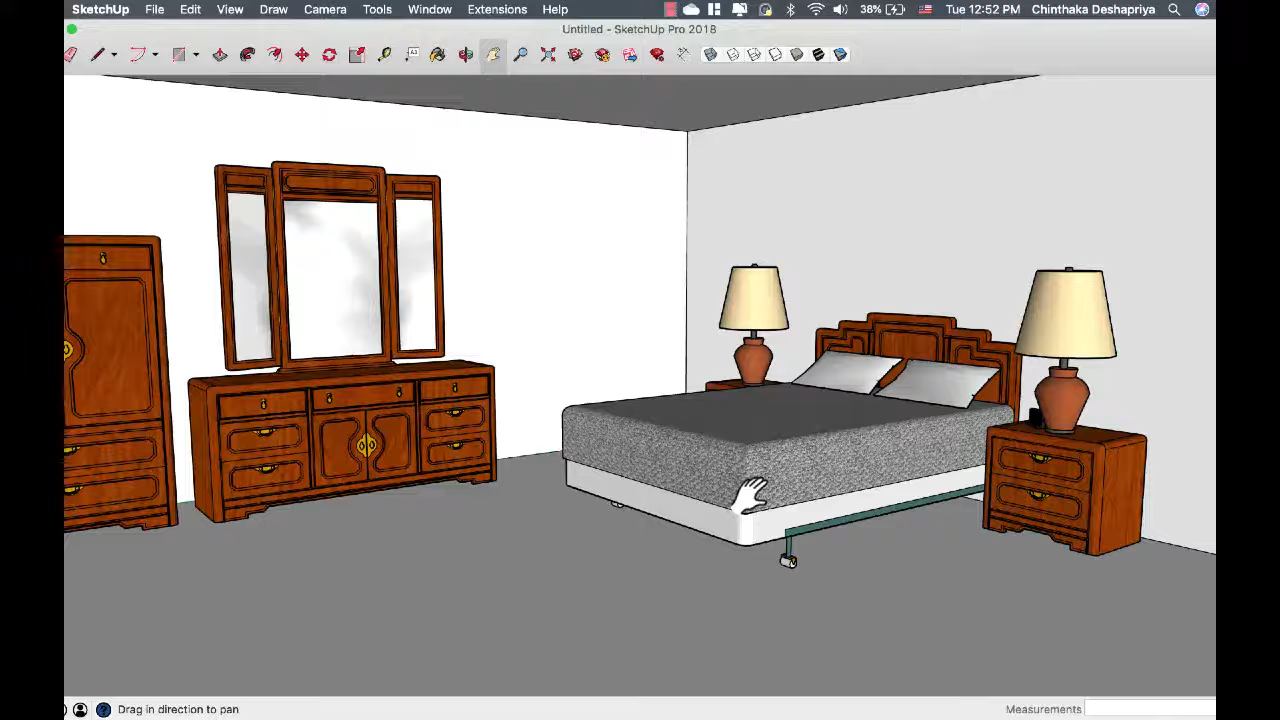 SketchUp File Edit View Draw Camera Tools Window Extensions Help 38% Tue 12:52 PM Chinthaka Deshapriya
Untitled - SketchUp Pro 2018
A3
? Drag in direction to pan Measurements